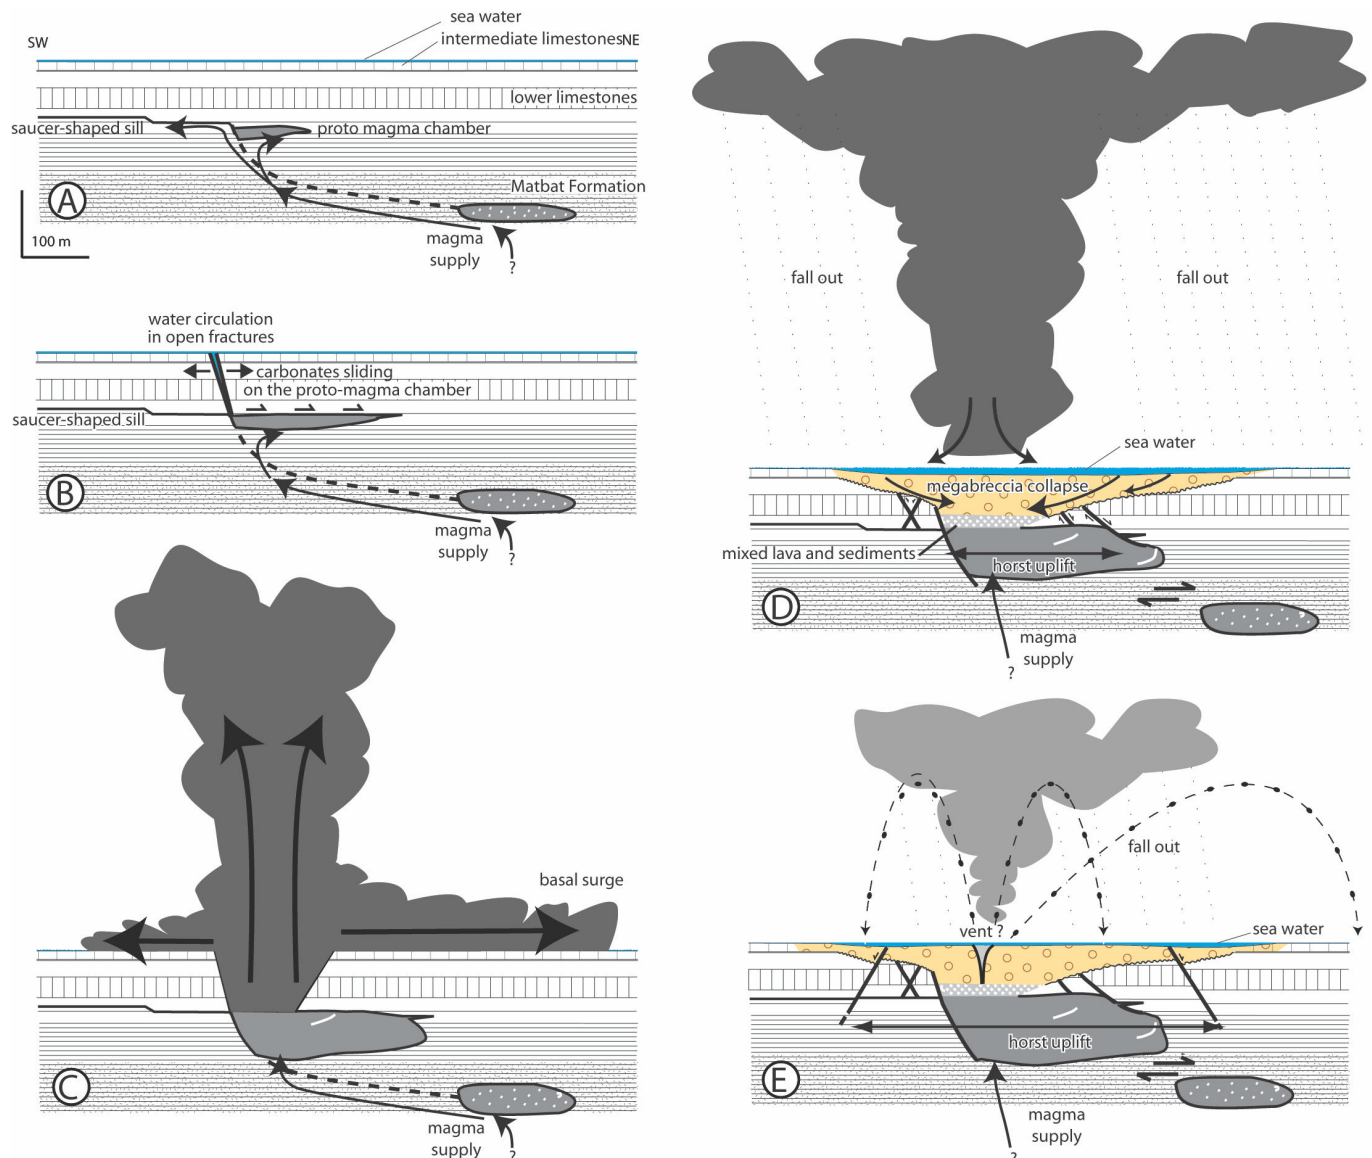 SW
sea water
intermediate limestones NE
lower limestones
saucer-shaped sill
proto magma chamber
Matbat Formation
A
100 m
magma
supply
?
water circulation
in open fractures
carbonates sliding
on the proto-magma chamber
saucer-shaped sill
B
magma
supply
?
basal surge
C
magma
supply
?
fall out
fall out
sea water
megabreccia collapse
mixed lava and sediments
horst uplift
D
magma
supply
?
fall out
vent ?
sea water
horst uplift
E
magma
supply
?